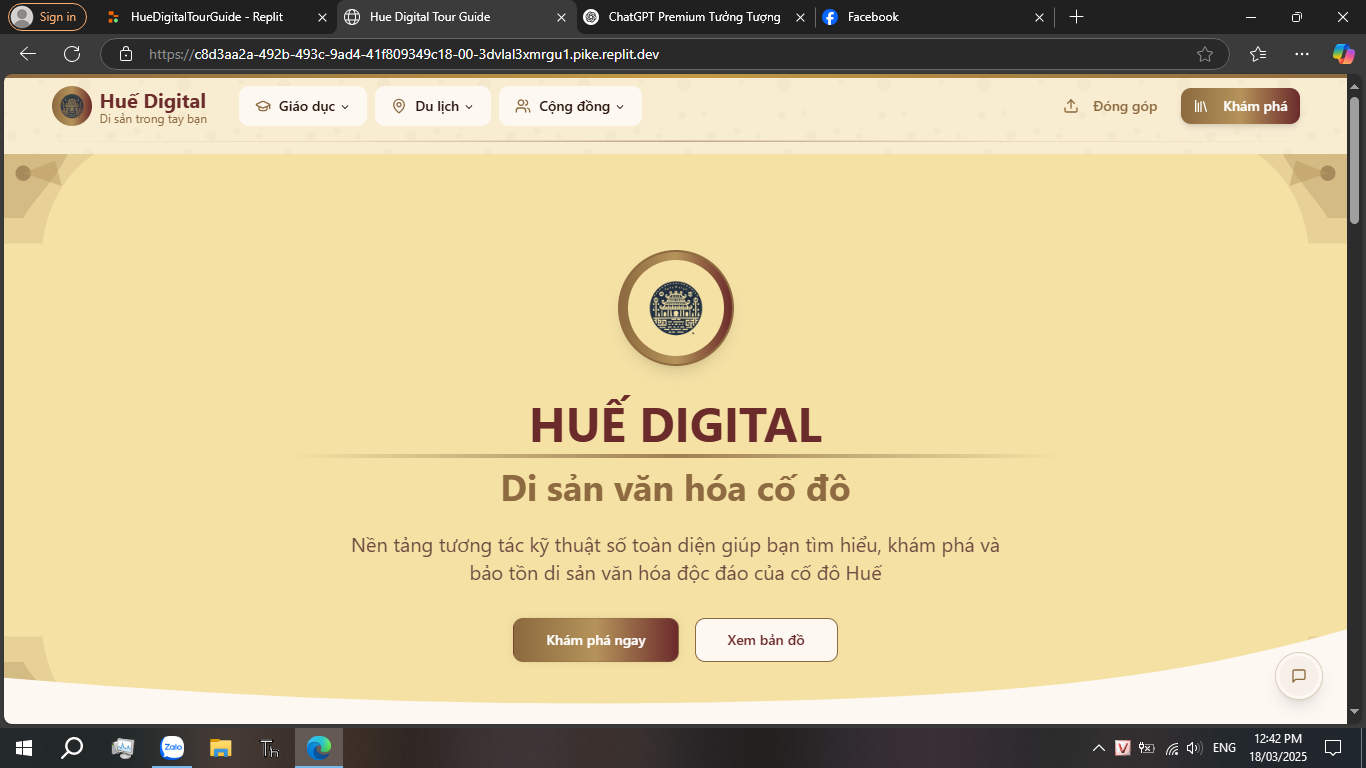 Sign in
HueDigitalTourGuide - Replit
Hue Digital Tour Guide
ChatGPT Premium Tưởng Tượng
Facebook
https://c8d3aa2a-492b-493c-9ad4-41f809349c18-00-3dvlal3xmrgu1.pike.replit.dev
Huế Digital
Di sản trong tay bạn
Giáo dục
Du lịch
Cộng đồng
Đóng góp
Khám phá
HUẾ DIGITAL
Di sản văn hóa cố đô
Nền tảng tương tác kỹ thuật số toàn diện giúp bạn tìm hiểu, khám phá và
bảo tồn di sản văn hóa độc đáo của cố đô Huế
Khám phá ngay
Xem bản đồ
Zalo
Th
V
ENG
12:42 PM
18/03/2025